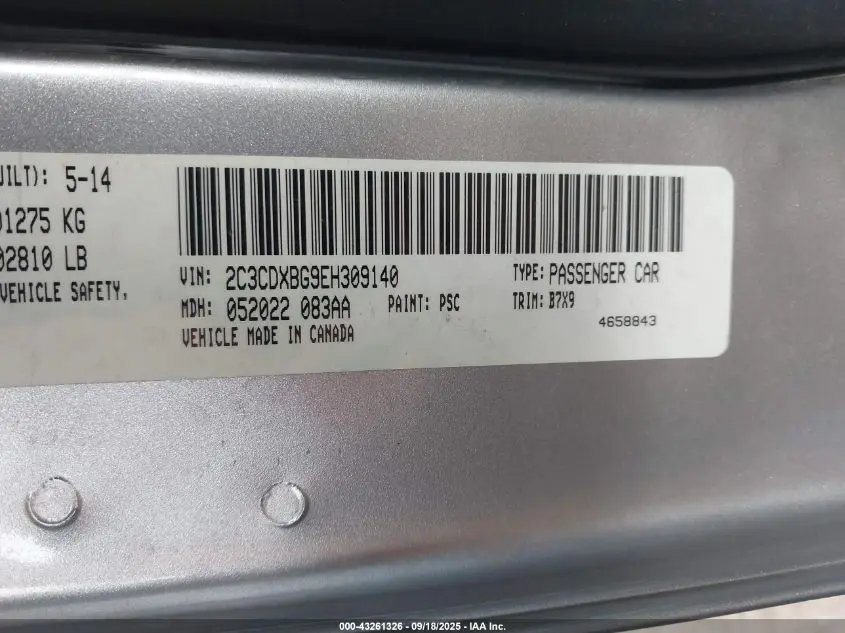 UILT): 5-14
01275 KG
02810 LB
VEHICLE SAFETY.
VIN: 2C3CDXBG9EH309140
TYPE: PASSENGER CAR
MDH: 052022 083AA
PAINT: PSC
TRIM: B7X9
VEHICLE MADE IN CANADA
4658843
000-43261326 - 09/18/2025 - IAA Inc.